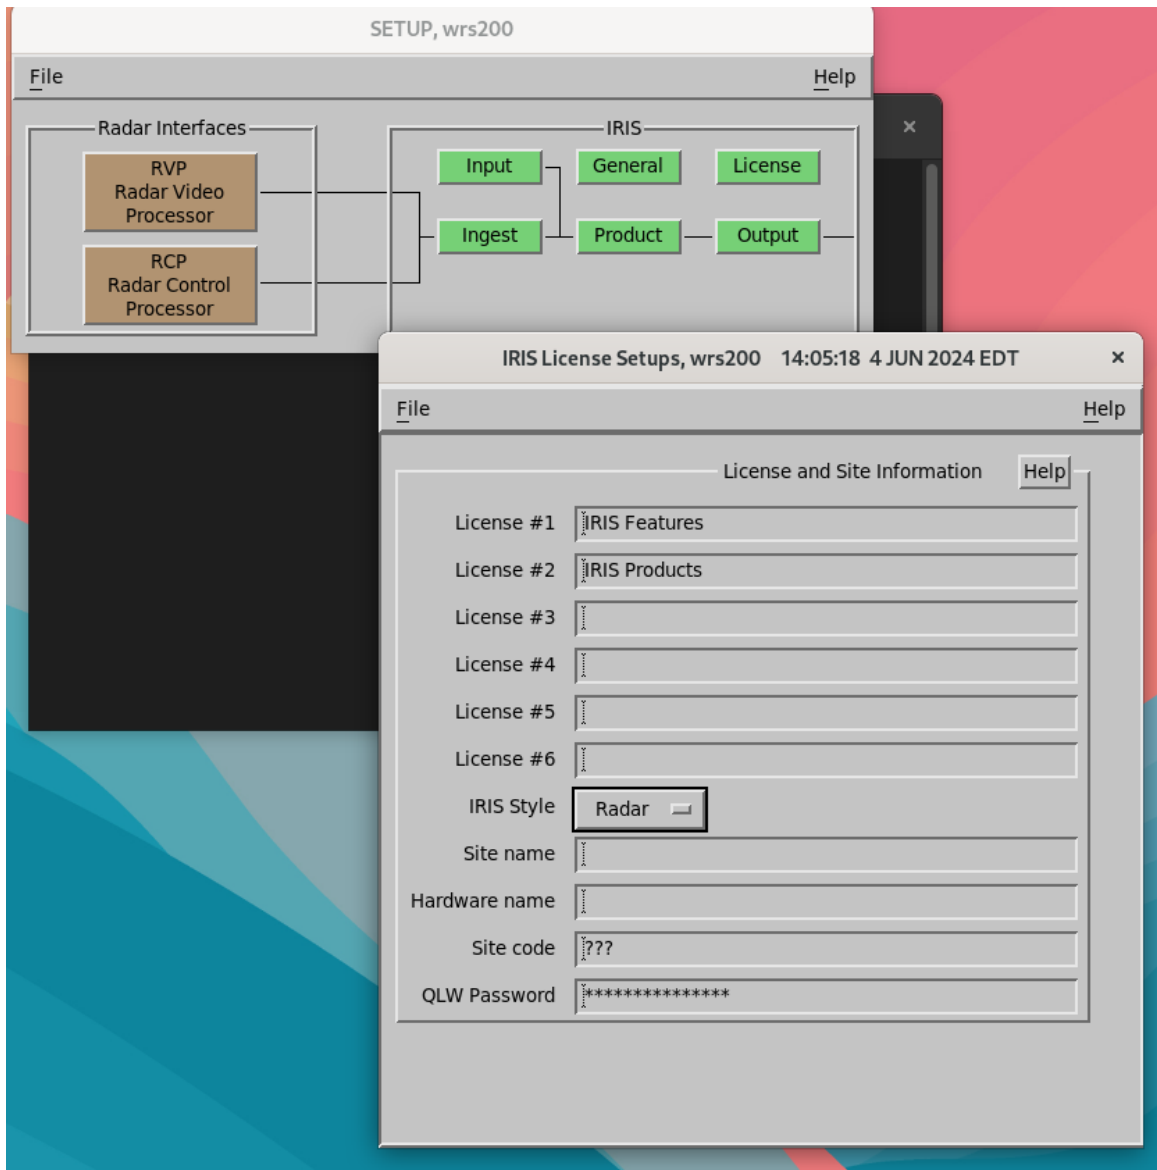 SETUP, wrs200
File Help
Radar Interfaces
RVP
Radar Video
Processor
RCP
Radar Control
Processor
IRIS
Input General License
Ingest Product Output
×
IRIS License Setups, wrs200 14:05:18 4 JUN 2024 EDT ×
File Help
License and Site Information Help
License #1 IRIS Features
License #2 IRIS Products
License #3
License #4
License #5
License #6
IRIS Style Radar
Site name
Hardware name
Site code ???
QLW Password ***************